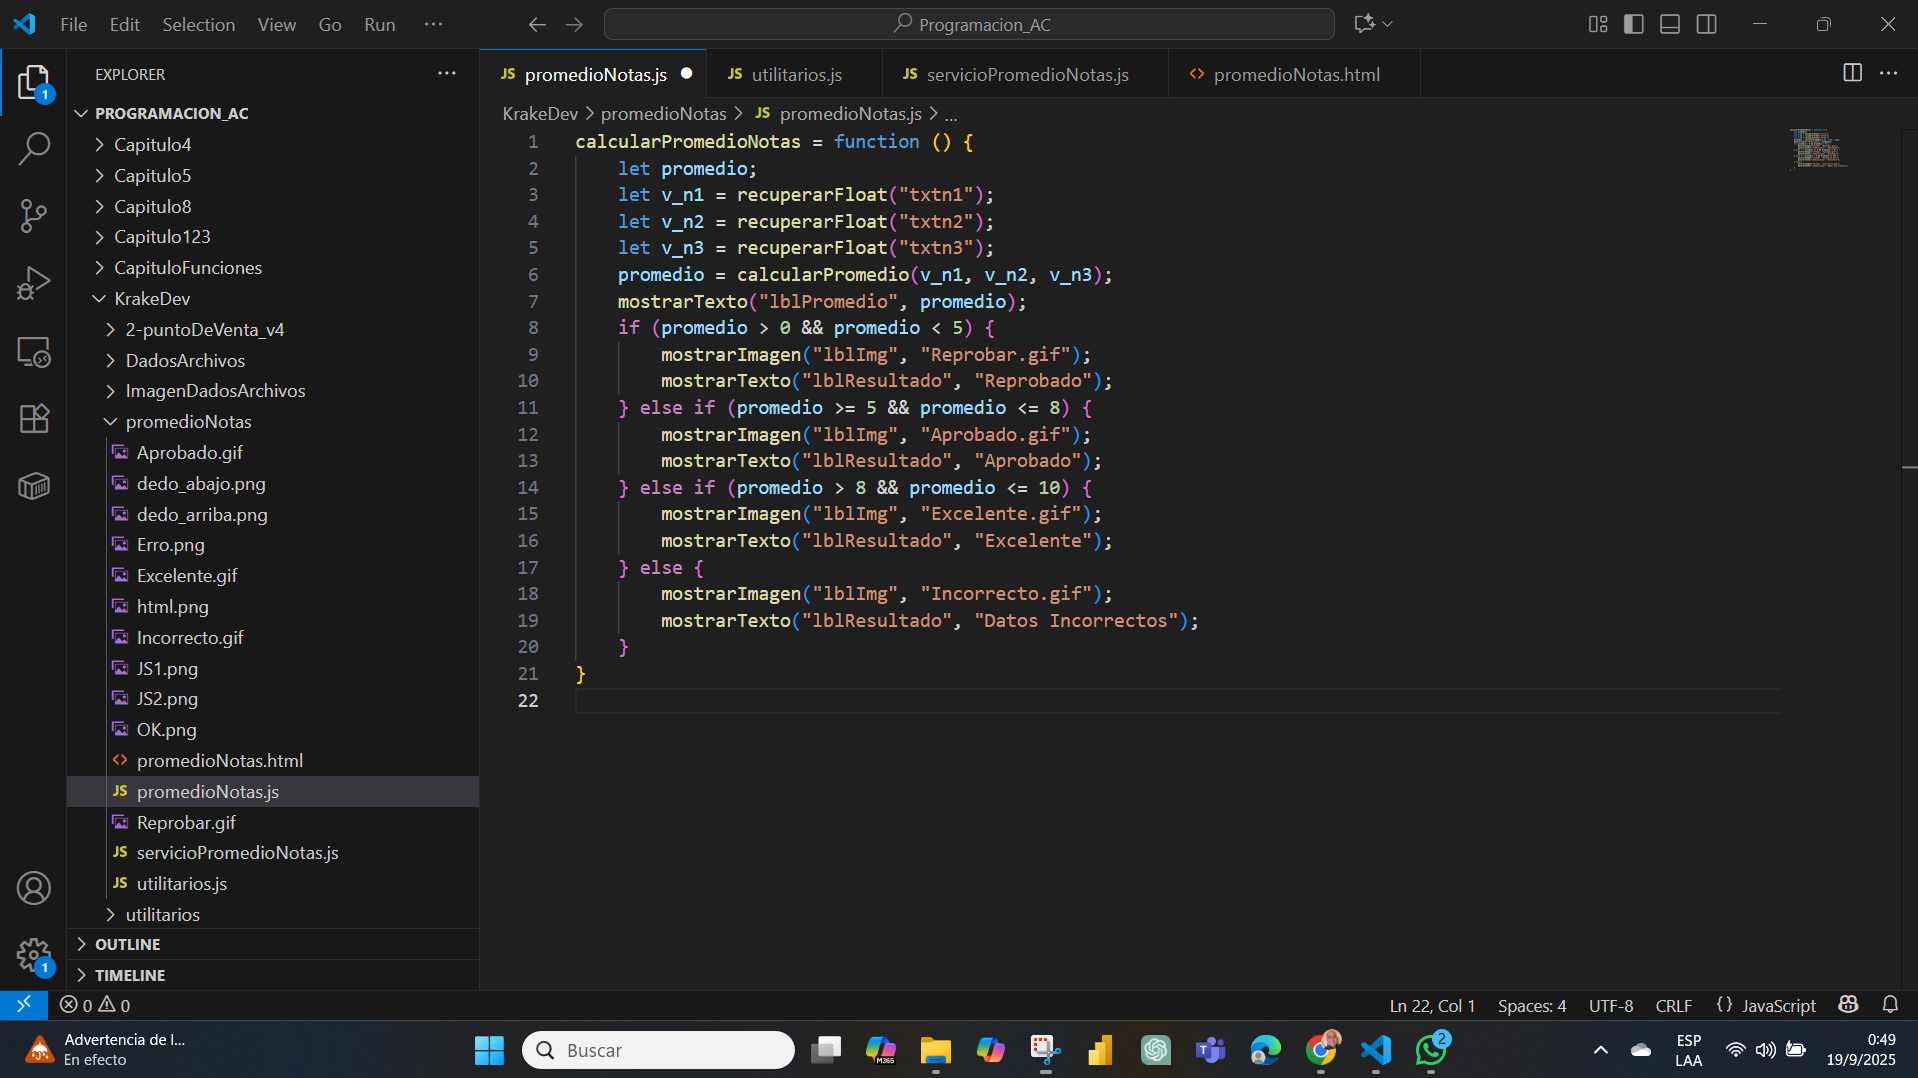 File Edit Selection View Go Run ...
Programacion_AC
EXPLORER
1
PROGRAMACION_AC
Capitulo4
Capitulo5
Capitulo8
Capitulo123
CapituloFunciones
KrakeDev
2-puntoDeVenta_v4
DadosArchivos
ImagenDadosArchivos
promedioNotas
Aprobado.gif
dedo_abajo.png
dedo_arriba.png
Erro.png
Excelente.gif
html.png
Incorrecto.gif
JS1.png
JS2.png
OK.png
<> promedioNotas.html
JS promedioNotas.js
Reprobar.gif
JS servicioPromedioNotas.js
JS utilitarios.js
utilitarios
OUTLINE
TIMELINE
1
JS promedioNotas.js JS utilitarios.js JS servicioPromedioNotas.js <> promedioNotas.html
KrakeDev > promedioNotas > JS promedioNotas.js > ...
1 calcularPromedioNotas = function () {
2 let promedio;
3 let v_n1 = recuperarFloat("txtn1");
4 let v_n2 = recuperarFloat("txtn2");
5 let v_n3 = recuperarFloat("txtn3");
6 promedio = calcularPromedio(v_n1, v_n2, v_n3);
7 mostrarTexto("lblPromedio", promedio);
8 if (promedio > 0 && promedio < 5) {
9 mostrarImagen("lblImg", "Reprobar.gif");
10 mostrarTexto("lblResultado", "Reprobado");
11 } else if (promedio >= 5 && promedio <= 8) {
12 mostrarImagen("lblImg", "Aprobado.gif");
13 mostrarTexto("lblResultado", "Aprobado");
14 } else if (promedio > 8 && promedio <= 10) {
15 mostrarImagen("lblImg", "Excelente.gif");
16 mostrarTexto("lblResultado", "Excelente");
17 } else {
18 mostrarImagen("lblImg", "Incorrecto.gif");
19 mostrarTexto("lblResultado", "Datos Incorrectos");
20 }
21 }
22
0 0
Ln 22, Col 1 Spaces: 4 UTF-8 CRLF {} JavaScript
Advertencia de l...
En efecto
Buscar
M365
2
ESP
LAA
0:49
19/9/2025